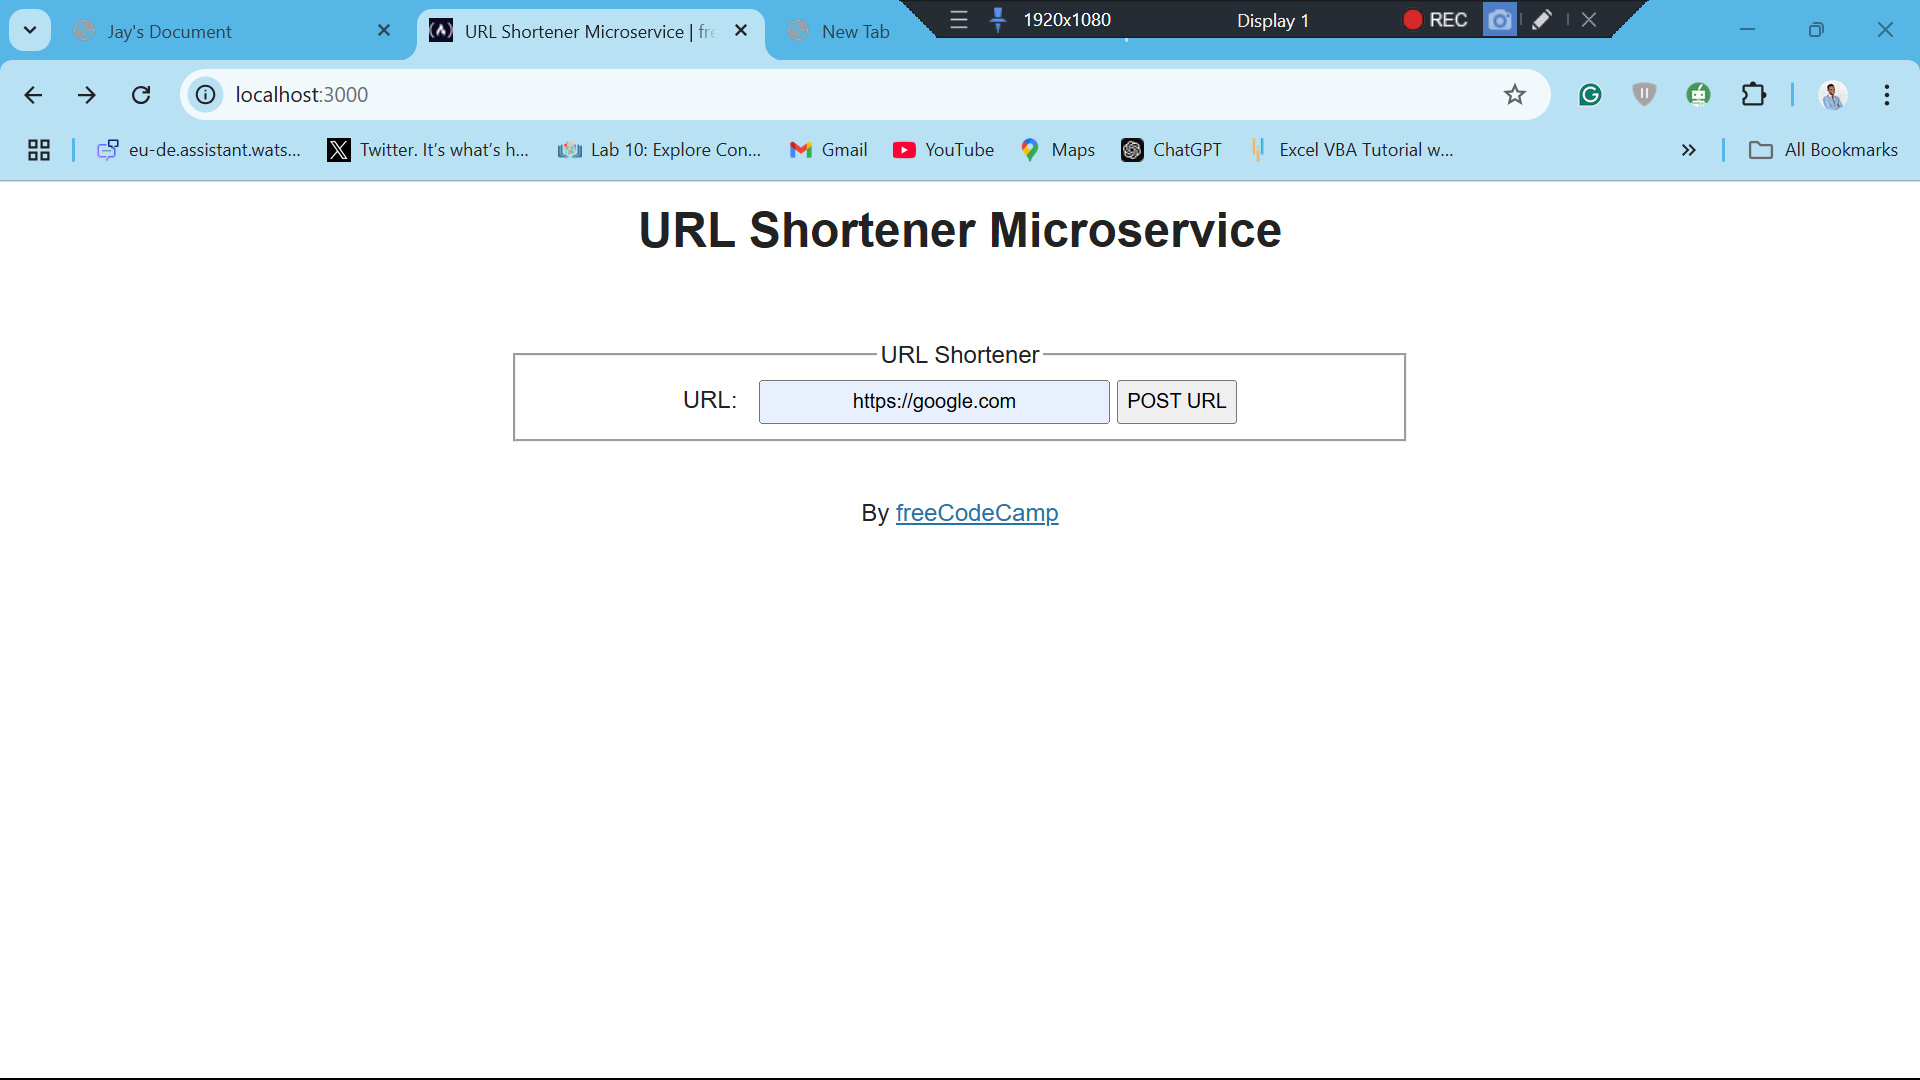 Jay's Document
URL Shortener Microservice | fre
New Tab
1920x1080
Display 1
REC
localhost:3000
eu-de.assistant.wats...
Twitter. It’s what’s h...
Lab 10: Explore Con...
Gmail
YouTube
Maps
ChatGPT
Excel VBA Tutorial w...
All Bookmarks
URL Shortener Microservice
URL Shortener
URL:
https://google.com
POST URL
By freeCodeCamp